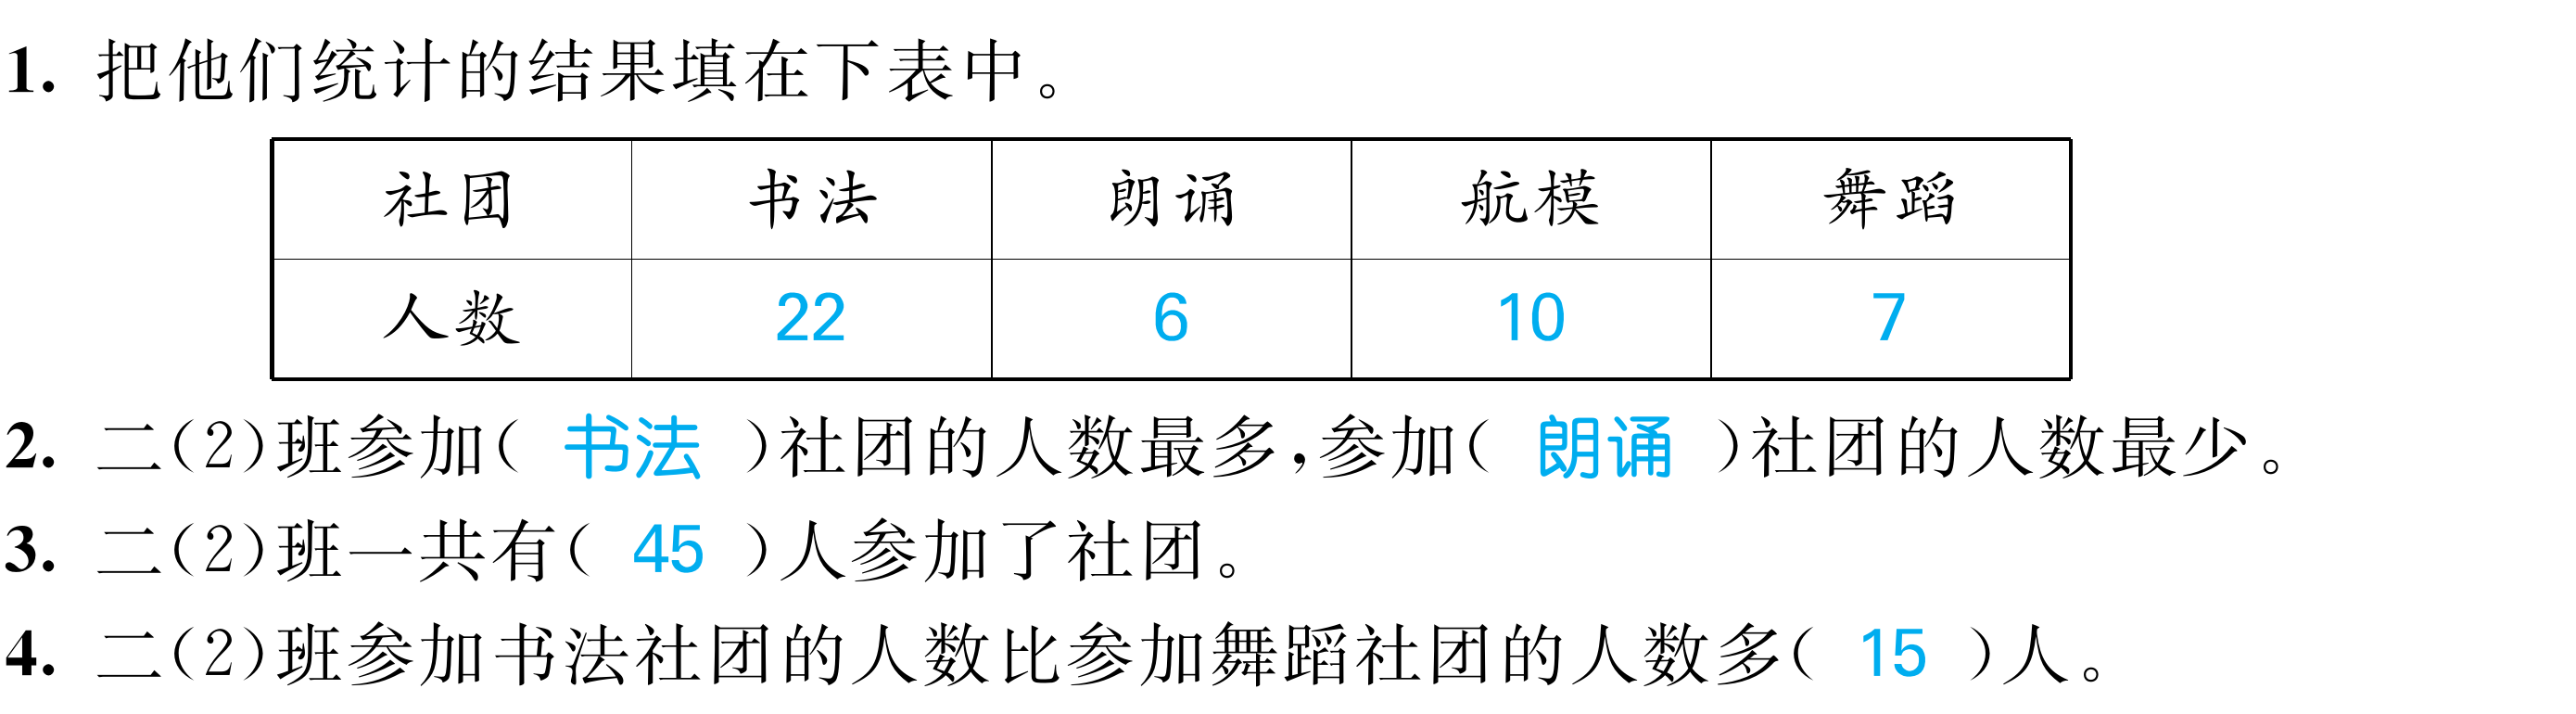 1. 把他们统计的结果填在下表中。
社团 书法 朗诵 航模 舞蹈
人数 22 6 10 7
2. 二(2)班参加( 书法 )社团的人数最多,参加( 朗诵 )社团的人数最少。
3. 二(2)班一共有( 45 )人参加了社团。
4. 二(2)班参加书法社团的人数比参加舞蹈社团的人数多( 15 )人。